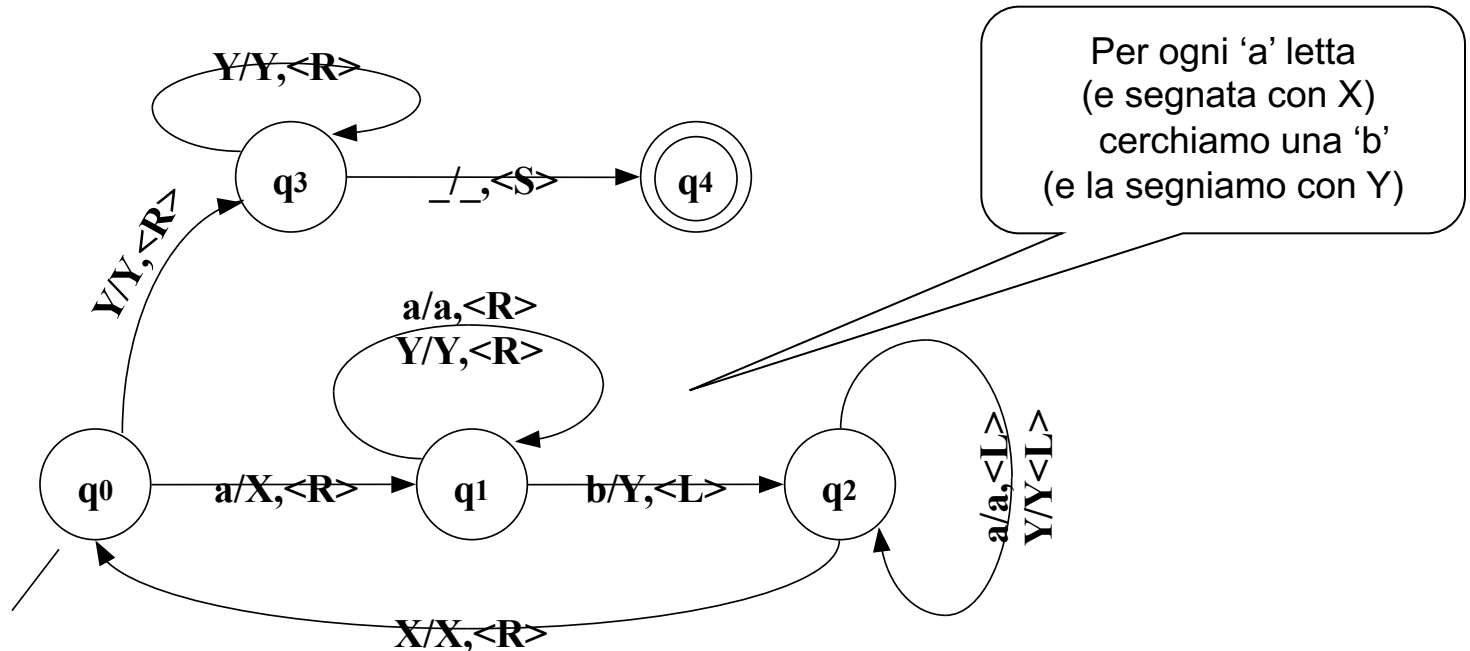 Y/Y,<R>
Per ogni ‘a’ letta
(e segnata con X)
cerchiamo una ‘b’
(e la segniamo con Y)
q3
_/_,<S>
q4
Y/Y,<R>
a/a,<R>
Y/Y,<R>
q0
a/X,<R>
q1
b/Y,<L>
q2
a/a,<L>
Y/Y<L>
X/X,<R>